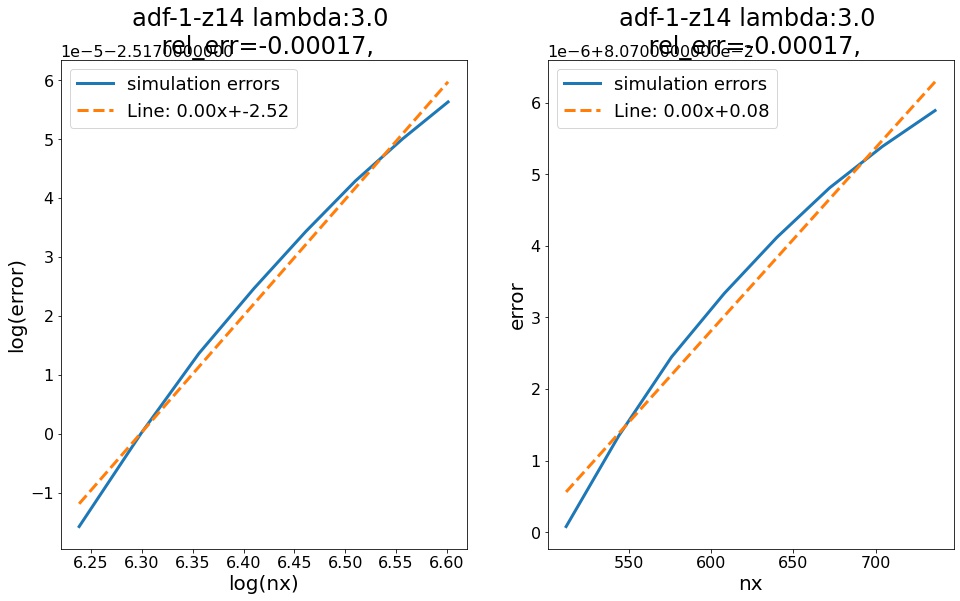 adf-1-z14 lambda:3.0
rel_err=-0.00017,
1e−5−2.5170000000
simulation errors
Line: 0.00x+-2.52
6
5
4
3
2
1
0
−1
log(error)
6.25 6.30 6.35 6.40 6.45 6.50 6.55 6.60
log(nx)
adf-1-z14 lambda:3.0
rel_err=-0.00017,
1e−6+8.0700000000e−2
simulation errors
Line: 0.00x+0.08
6
5
4
3
2
1
0
error
550 600 650 700
nx